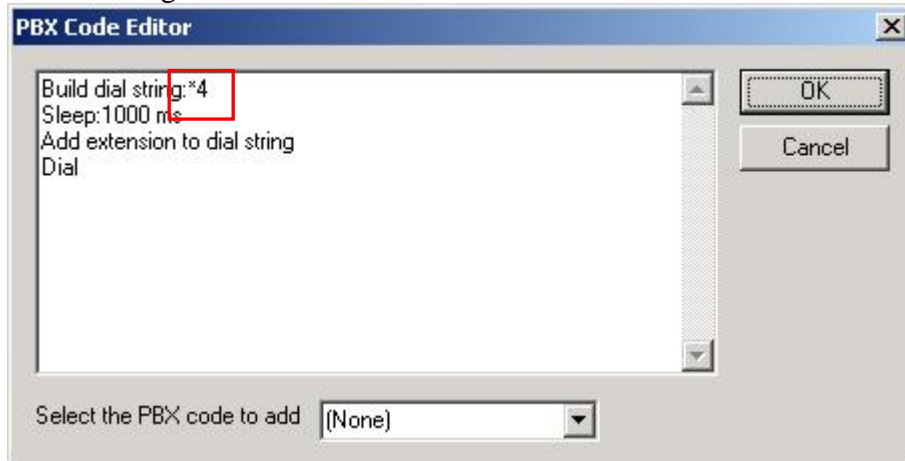 PBX Code Editor
Build dial string:*4
Sleep:1000 ms
Add extension to dial string
Dial
OK
Cancel
Select the PBX code to add
(None)